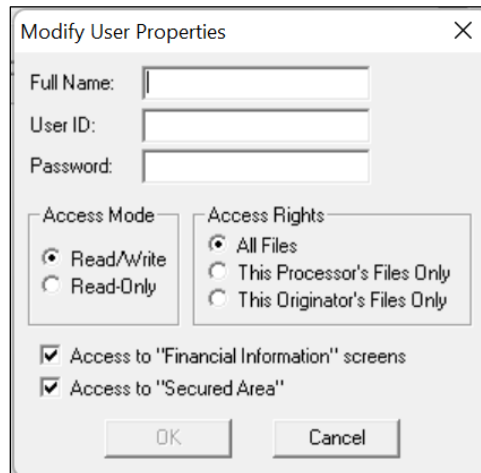 Modify User Properties
Full Name:
User ID:
Password:
Access Mode
Read/Write
Read-Only
Access Rights
All Files
This Processor's Files Only
This Originator's Files Only
Access to "Financial Information" screens
Access to "Secured Area"
OK
Cancel